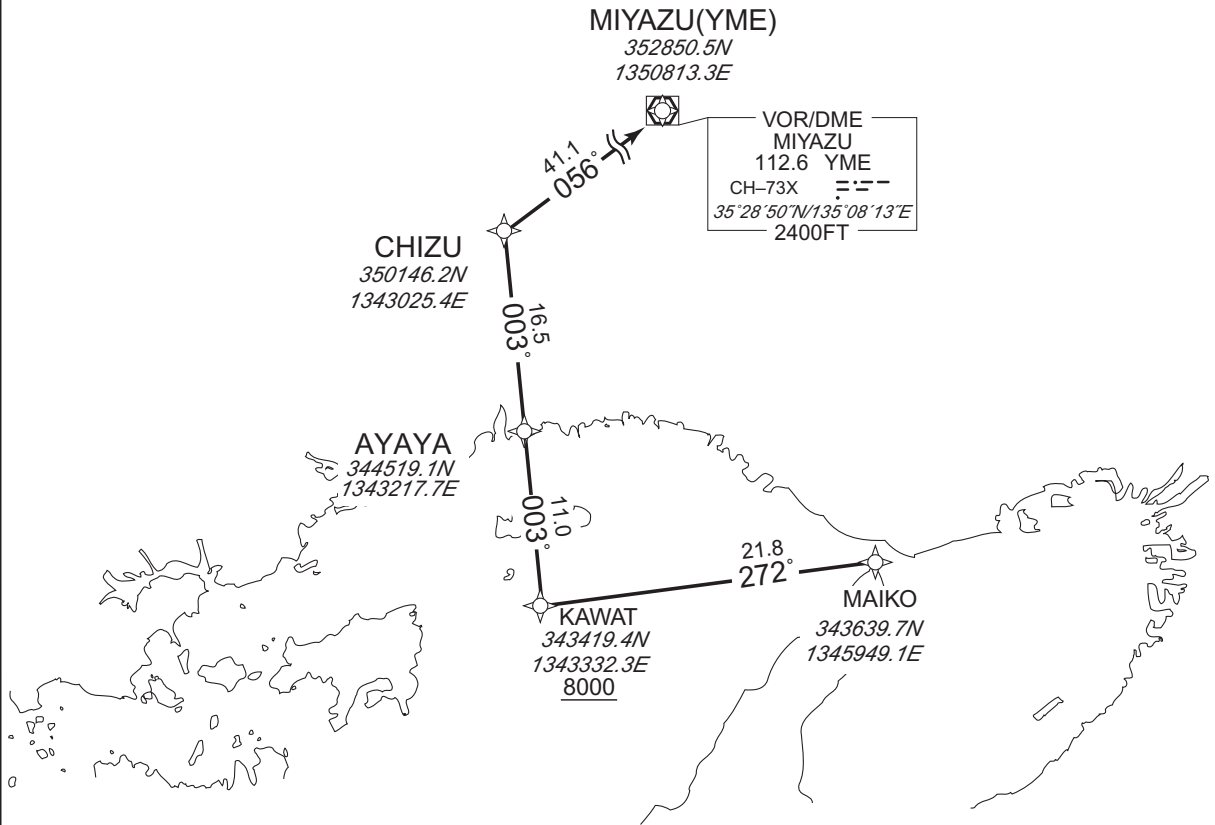 MIYAZU(YME)
352850.5N
1350813.3E
VOR/DME
MIYAZU
112.6 YME
CH–73X
35°28´50˝N/135°08´13˝E
2400FT
41.1
056°
CHIZU
350146.2N
1343025.4E
16.5
003°
AYAYA
344519.1N
1343217.7E
11.0
003°
21.8
272°
KAWAT
343419.4N
1343332.3E
8000
MAIKO
343639.7N
1345949.1E